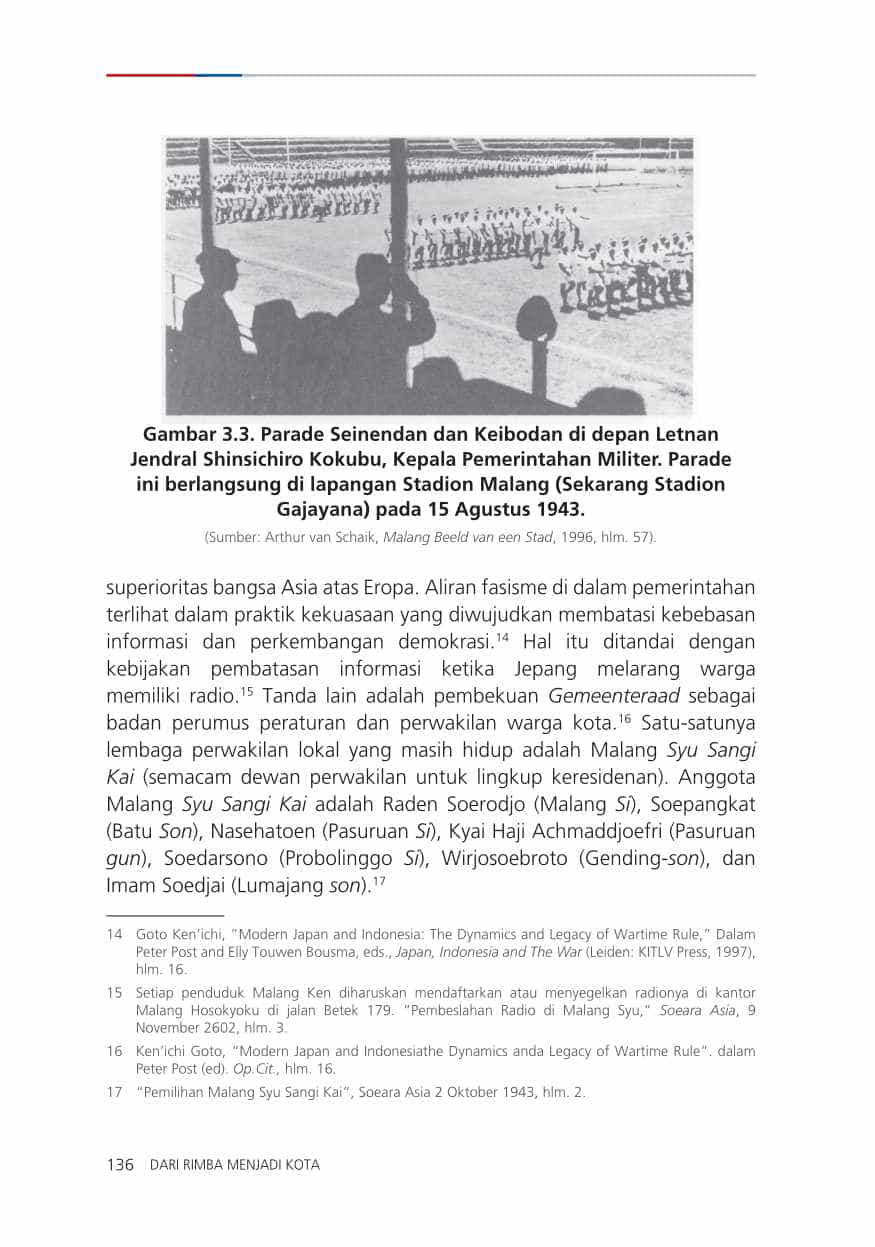 Gambar 3.3. Parade Seinendan dan Keibodan di depan Letnan
Jendral Shinsichiro Kokubu, Kepala Pemerintahan Militer. Parade
ini berlangsung di lapangan Stadion Malang (Sekarang Stadion
Gajayana) pada 15 Agustus 1943.
(Sumber: Arthur van Schaik, Malang Beeld van een Stad, 1996, hlm. 57).
superioritas bangsa Asia atas Eropa. Aliran fasisme di dalam pemerintahan
terlihat dalam praktik kekuasaan yang diwujudkan membatasi kebebasan
informasi dan perkembangan demokrasi.¹⁴ Hal itu ditandai dengan
kebijakan pembatasan informasi ketika Jepang melarang warga
memiliki radio.¹⁵ Tanda lain adalah pembekuan Gemeenteraad sebagai
badan perumus peraturan dan perwakilan warga kota.¹⁶ Satu-satunya
lembaga perwakilan lokal yang masih hidup adalah Malang Syu Sangi
Kai (semacam dewan perwakilan untuk lingkup keresidenan). Anggota
Malang Syu Sangi Kai adalah Raden Soerodjo (Malang Si), Soepangkat
(Batu Son), Nasehatoen (Pasuruan Si), Kyai Haji Achmaddjoefri (Pasuruan
gun), Soedarsono (Probolinggo Si), Wirjosoebroto (Gending-son), dan
Imam Soedjai (Lumajang son).¹⁷
14 Goto Ken’ichi, “Modern Japan and Indonesia: The Dynamics and Legacy of Wartime Rule,” Dalam
Peter Post and Elly Touwen Bousma, eds., Japan, Indonesia and The War (Leiden: KITLV Press, 1997),
hlm. 16.
15 Setiap penduduk Malang Ken diharuskan mendaftarkan atau menyegelkan radionya di kantor
Malang Hosokyoku di jalan Betek 179. “Pembeslahan Radio di Malang Syu,” Soeara Asia, 9
November 2602, hlm. 3.
16 Ken’ichi Goto, “Modern Japan and Indonesiathe Dynamics anda Legacy of Wartime Rule”. dalam
Peter Post (ed). Op.Cit., hlm. 16.
17 “Pemilihan Malang Syu Sangi Kai”, Soeara Asia 2 Oktober 1943, hlm. 2.
136 DARI RIMBA MENJADI KOTA